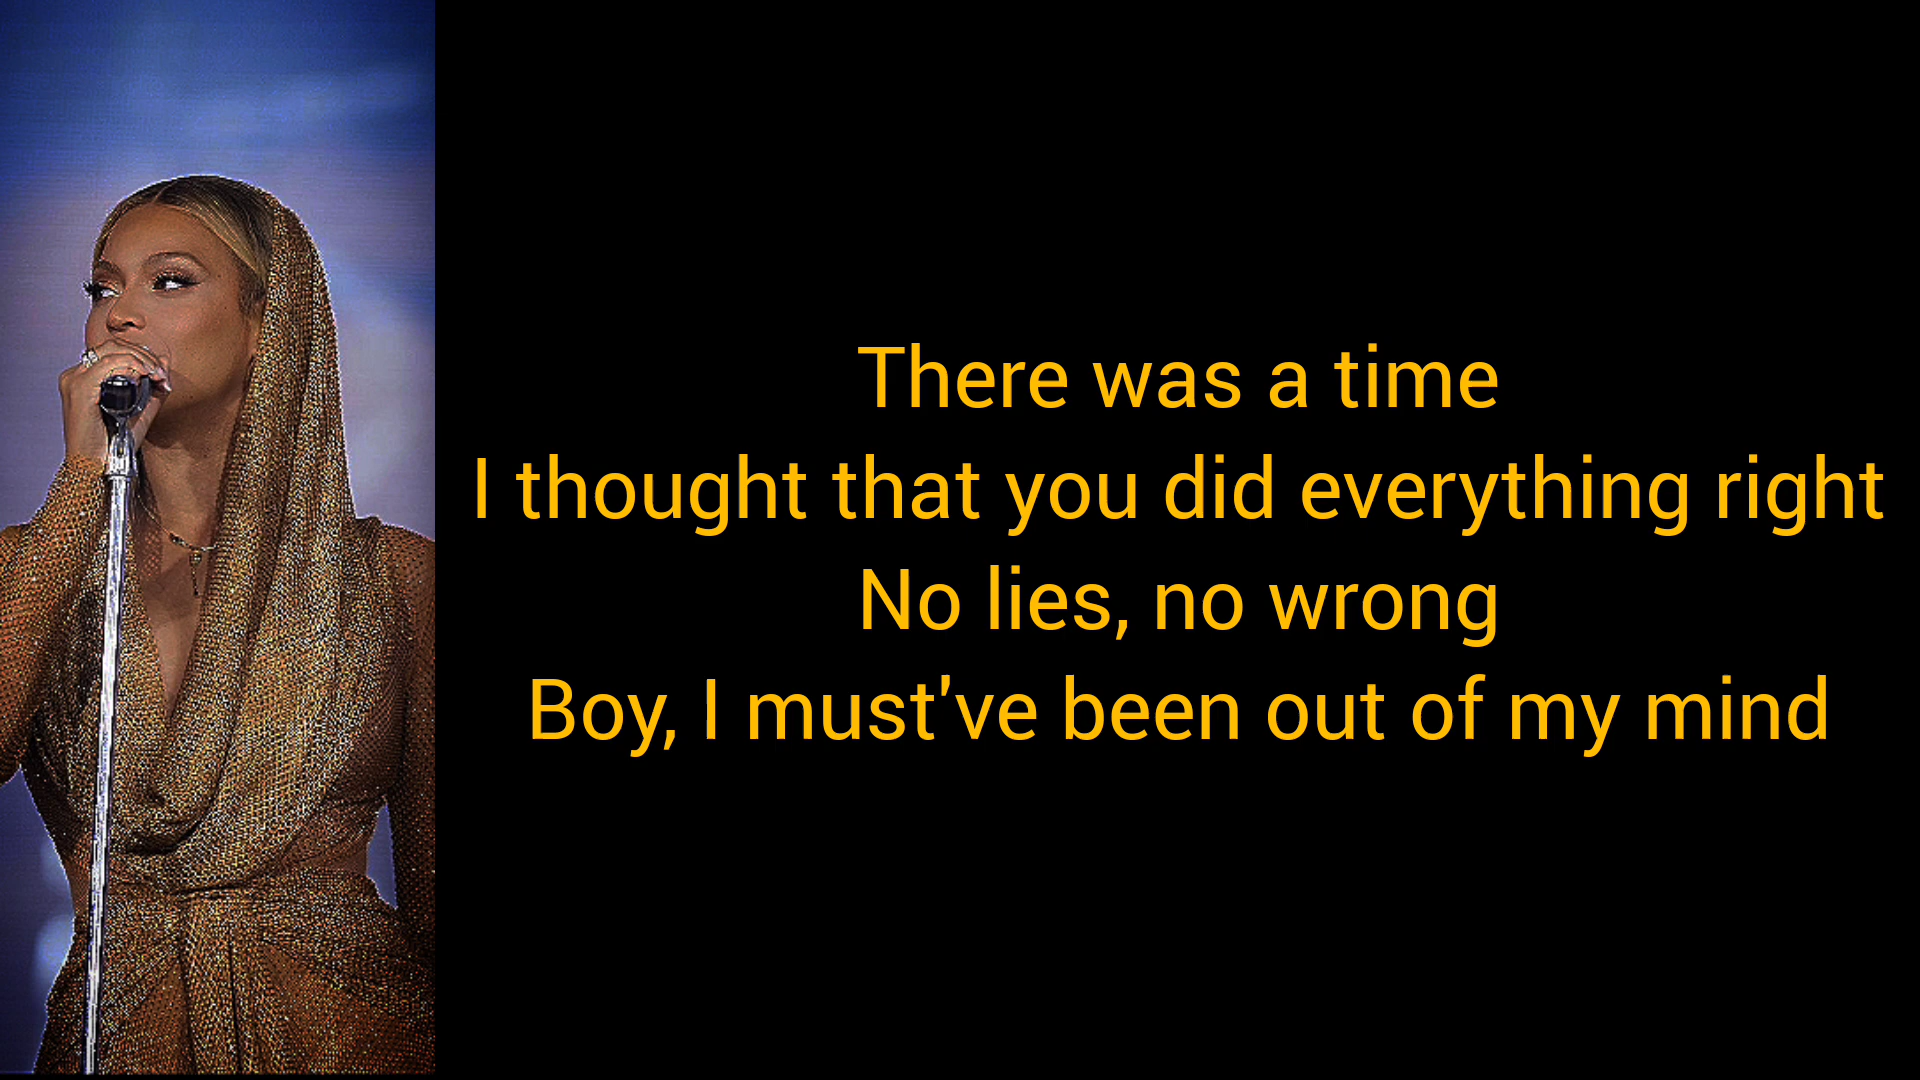 There was a time
I thought that you did everything right
No lies, no wrong
Boy, I must've been out of my mind